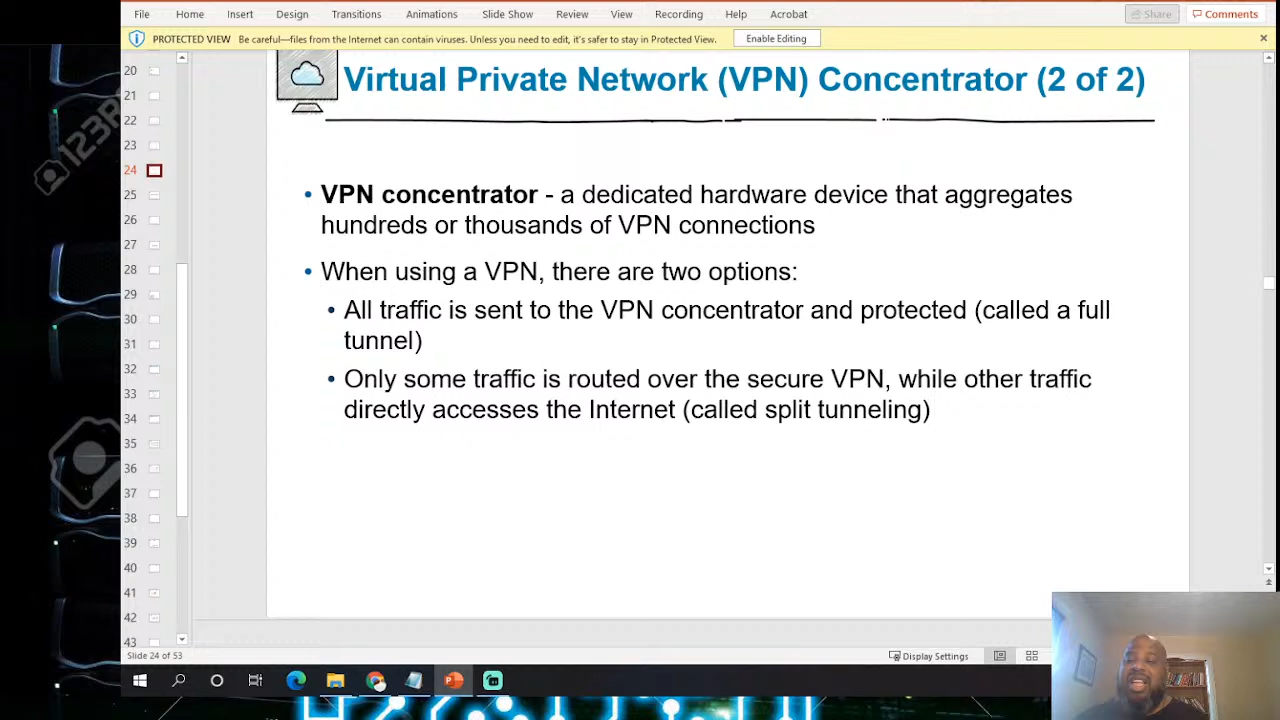 File Home Insert Design Transitions Animations Slide Show Review View Recording Help Acrobat Share Comments
PROTECTED VIEW Be careful—files from the Internet can contain viruses. Unless you need to edit, it's safer to stay in Protected View. Enable Editing
Virtual Private Network (VPN) Concentrator (2 of 2)
• VPN concentrator - a dedicated hardware device that aggregates
hundreds or thousands of VPN connections
• When using a VPN, there are two options:
• All traffic is sent to the VPN concentrator and protected (called a full
tunnel)
• Only some traffic is routed over the secure VPN, while other traffic
directly accesses the Internet (called split tunneling)
20
21
22
23
24
25
26
27
28
29
30
31
32
33
34
35
36
37
38
39
40
41
42
43
Slide 24 of 53 Display Settings